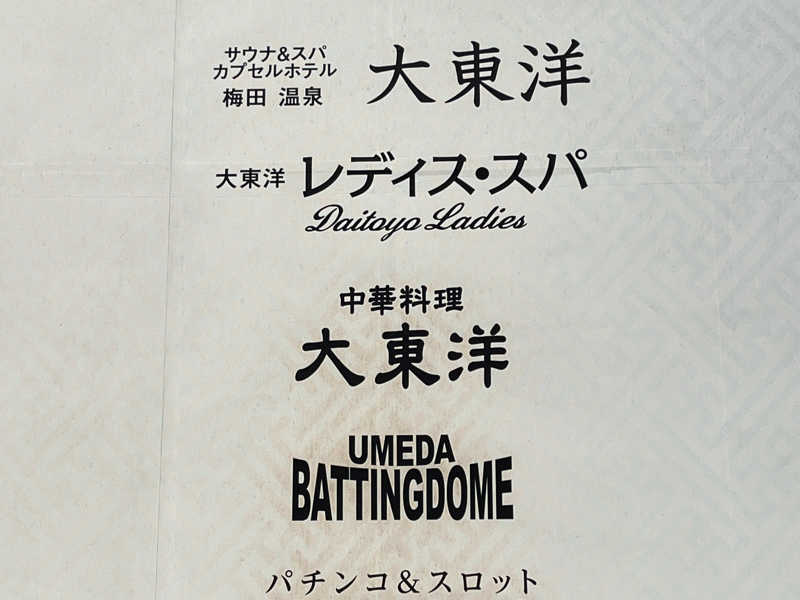 サウナ&スパ
カプセルホテル
梅田 温泉
大東洋
大東洋 レディス・スパ
Daitoyo Ladies
中華料理
大東洋
UMEDA
BATTINGDOME
パチンコ&スロット